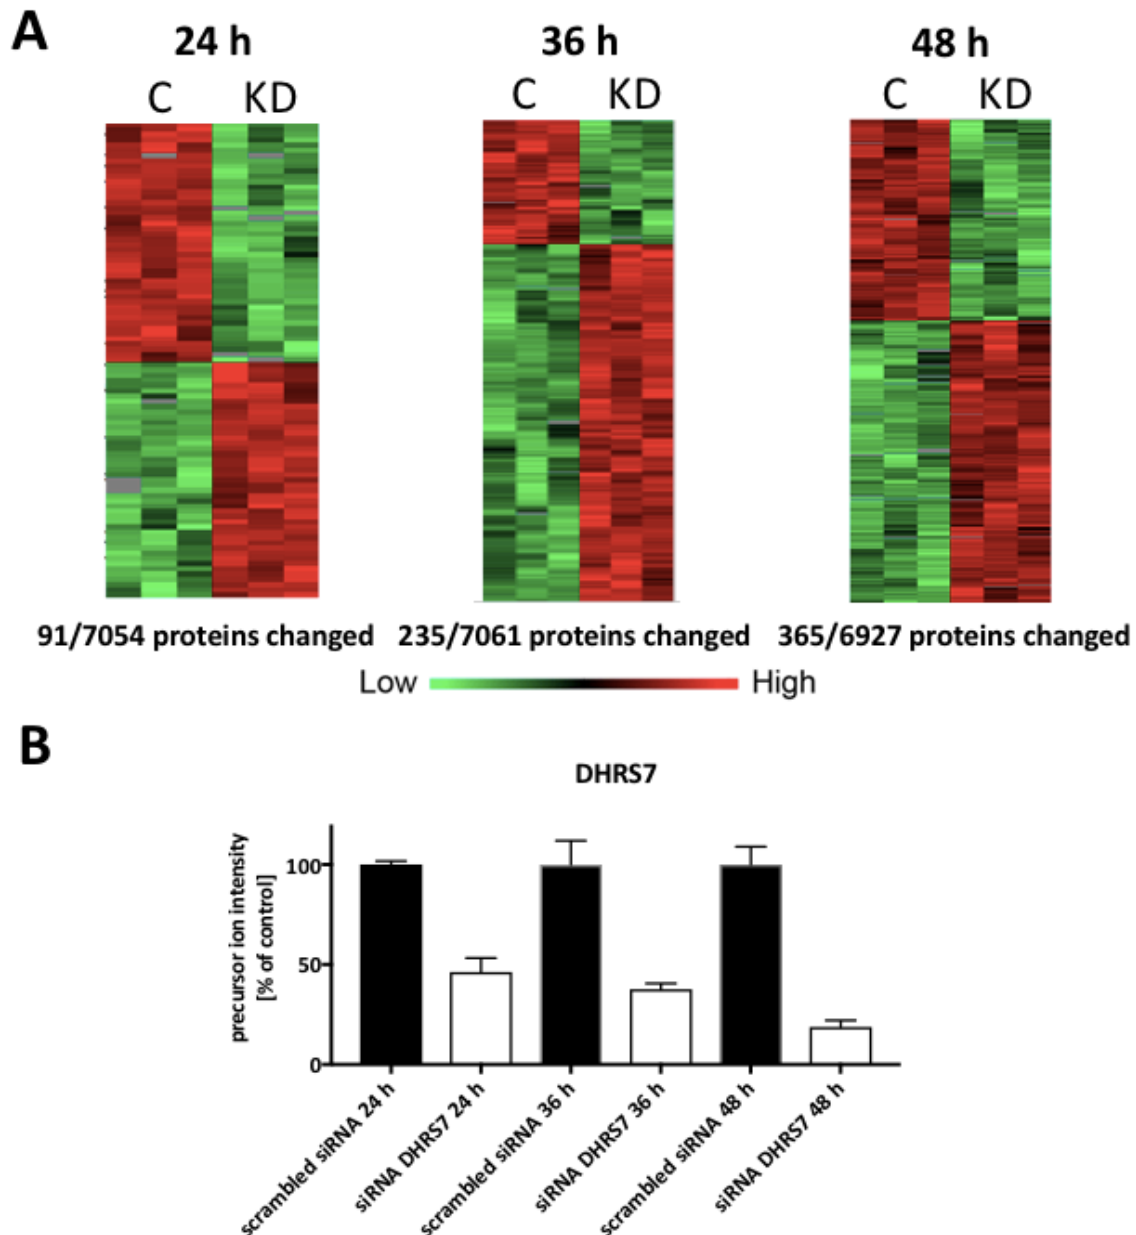 A
24 h
36 h
48 h
C KD
C KD
C KD
91/7054 proteins changed
235/7061 proteins changed
365/6927 proteins changed
Low
High
B
DHRS7
precursor ion intensity
[% of control]
100
50
0
scrambled siRNA 24 h
siRNA DHRS7 24 h
scrambled siRNA 36 h
siRNA DHRS7 36 h
scrambled siRNA 48 h
siRNA DHRS7 48 h